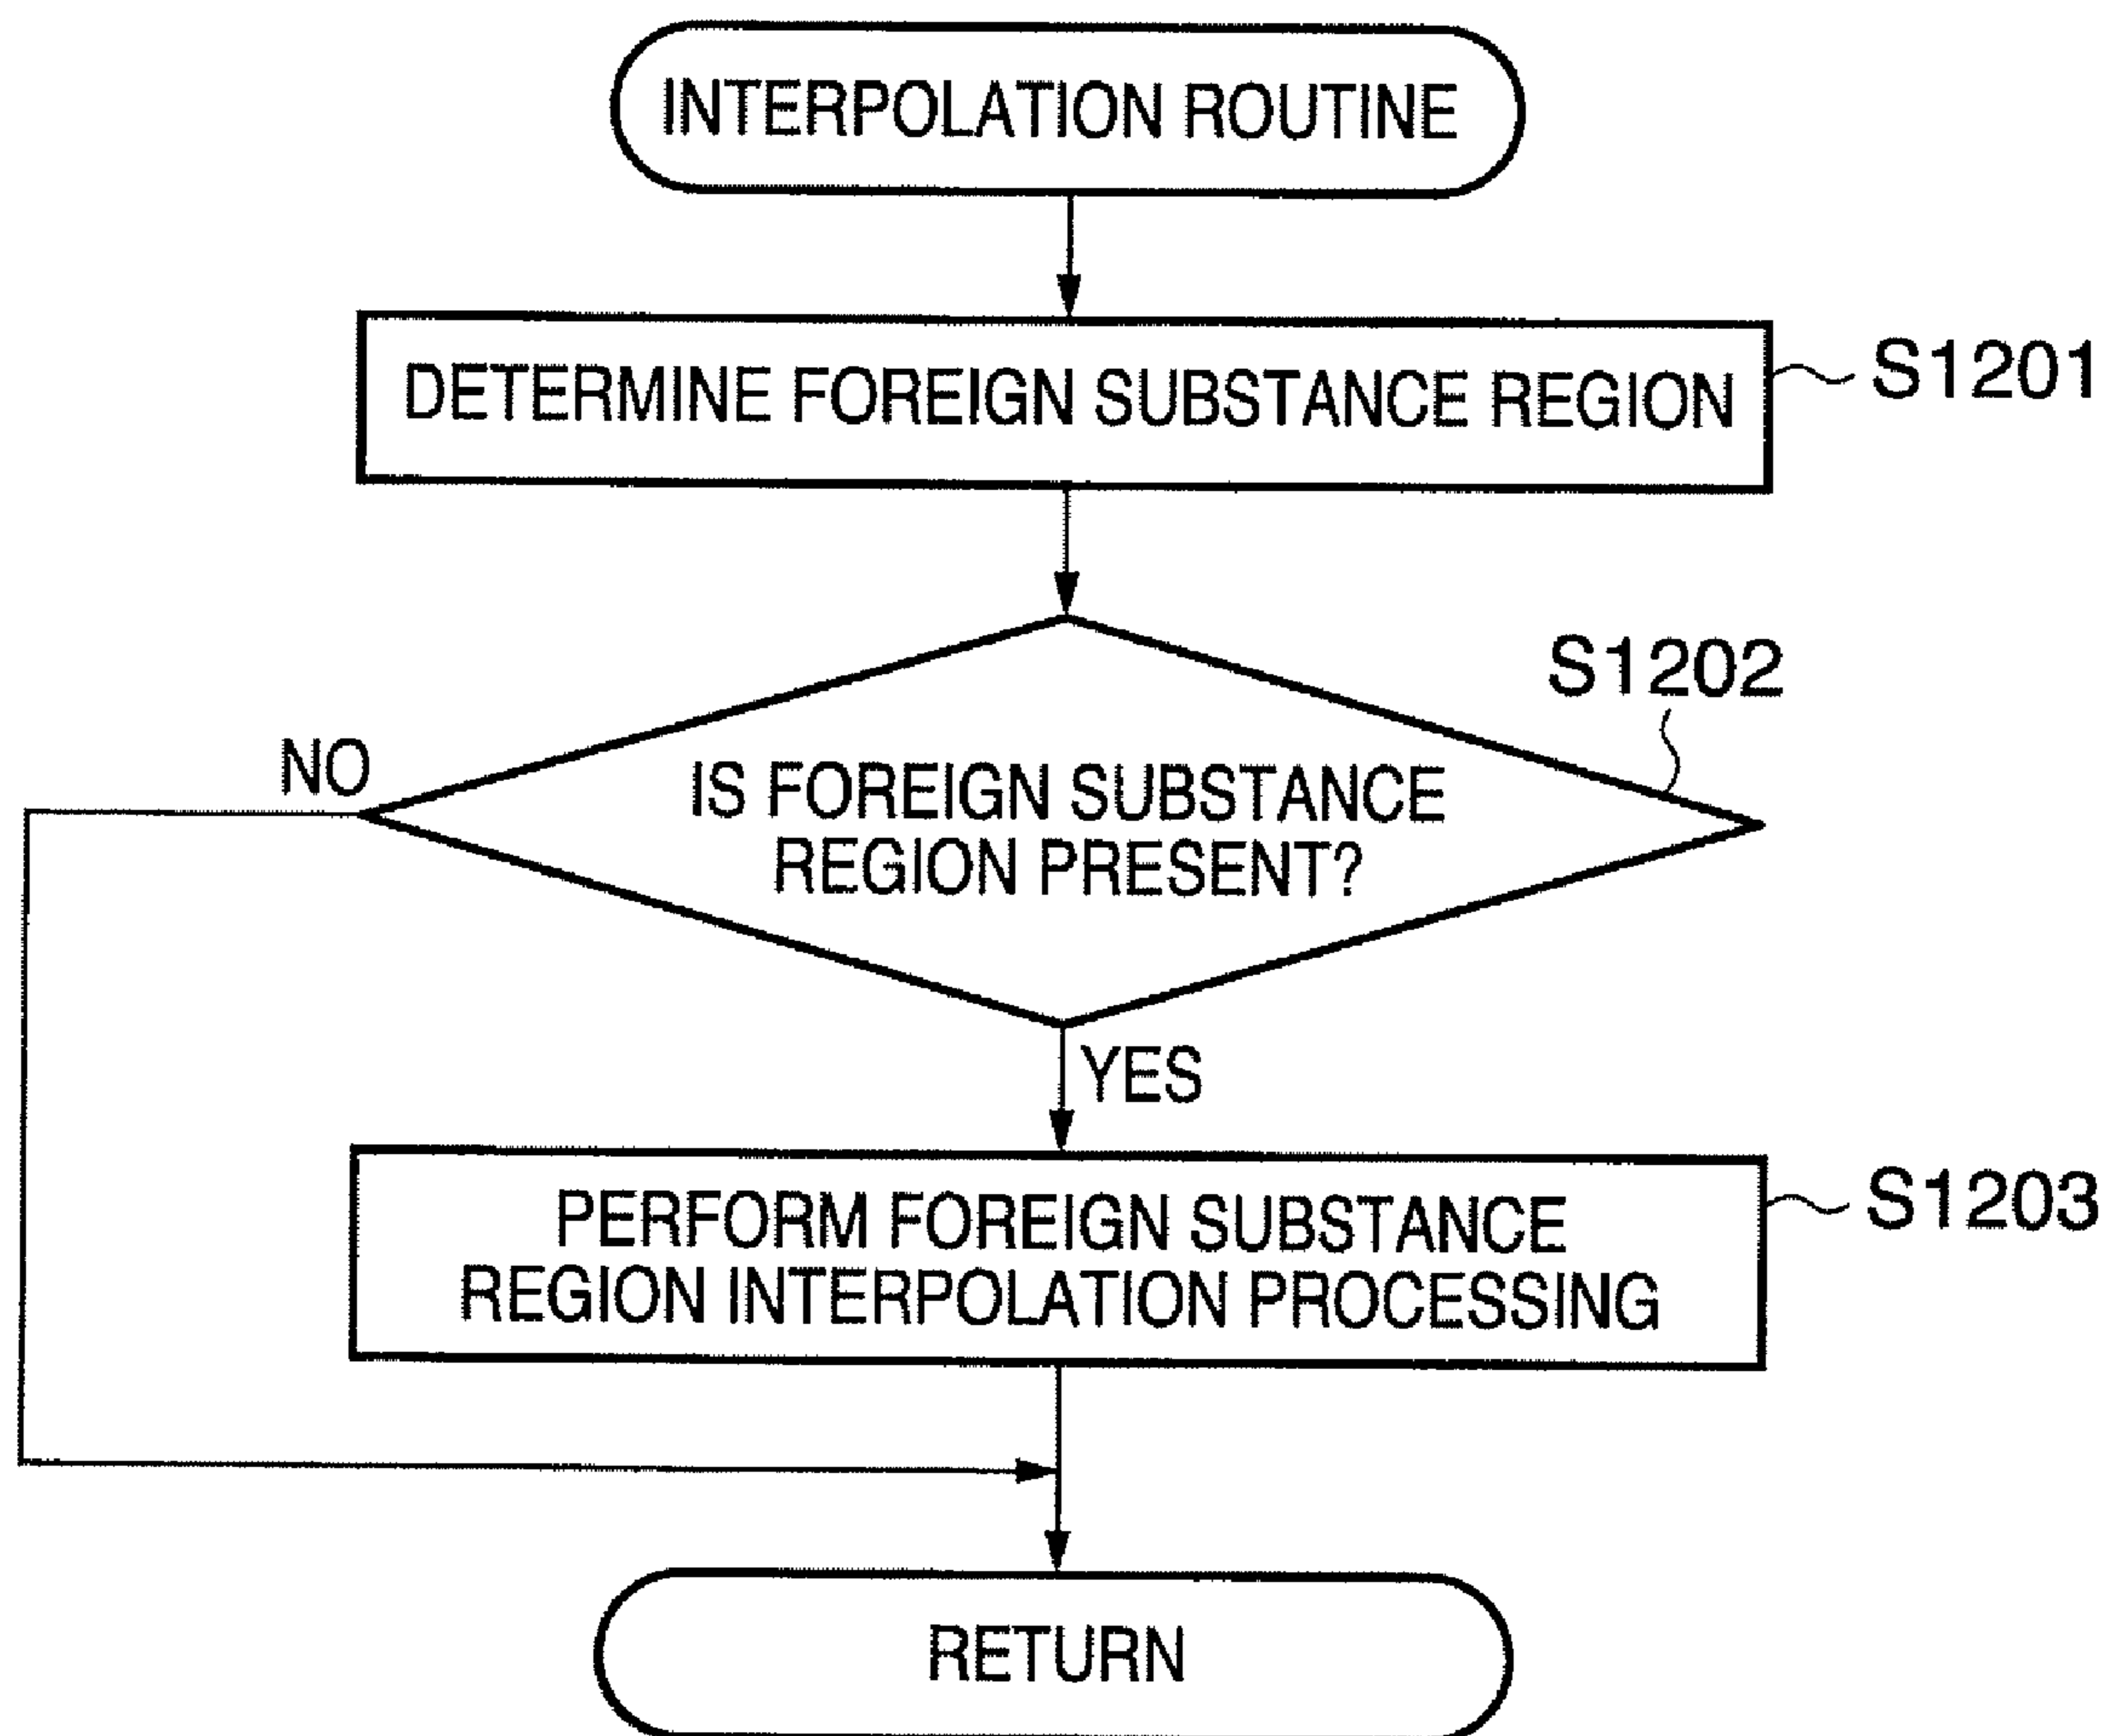 INTERPOLATION ROUTINE
DETERMINE FOREIGN SUBSTANCE REGION
S1201
S1202
NO
IS FOREIGN SUBSTANCE
REGION PRESENT?
YES
PERFORM FOREIGN SUBSTANCE
REGION INTERPOLATION PROCESSING
S1203
RETURN